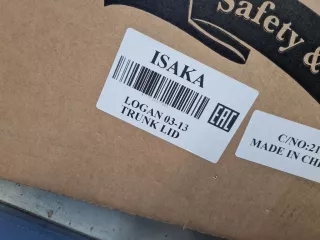 Safety &
ISAKA
LOGAN 03-13
TRUNK LID
EAC
C/NO:21
MADE IN CH